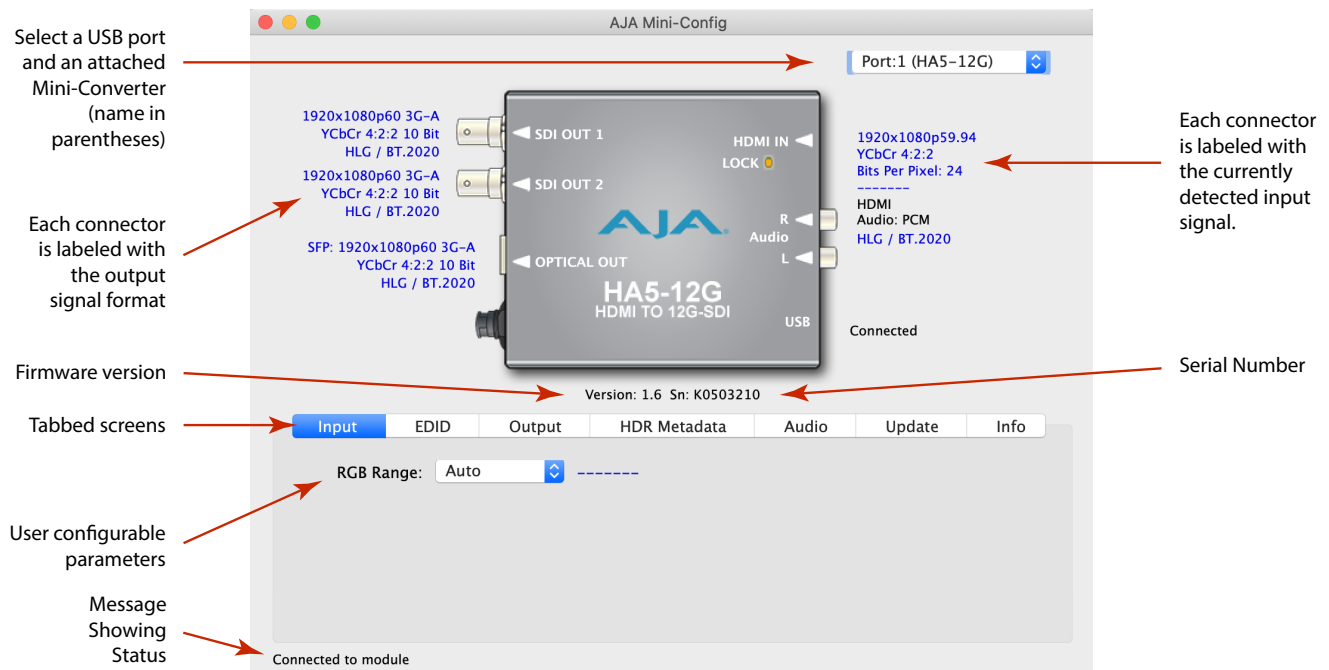 AJA Mini-Config
Select a USB port
and an attached
Mini-Converter
(name in
parentheses)
Port:1 (HA5-12G)
1920x1080p60 3G-A
YCbCr 4:2:2 10 Bit
HLG / BT.2020
1920x1080p60 3G-A
YCbCr 4:2:2 10 Bit
HLG / BT.2020
SFP: 1920x1080p60 3G-A
YCbCr 4:2:2 10 Bit
HLG / BT.2020
Each connector
is labeled with
the output
signal format
SDI OUT 1
SDI OUT 2
OPTICAL OUT
HDMI IN
LOCK
AJA
R
Audio
L
HA5-12G
HDMI TO 12G-SDI
USB
1920x1080p59.94
YCbCr 4:2:2
Bits Per Pixel: 24
-------
HDMI
Audio: PCM
HLG / BT.2020
Connected
Each connector
is labeled with
the currently
detected input
signal.
Firmware version
Version: 1.6 Sn: K0503210
Serial Number
Tabbed screens
Input EDID Output HDR Metadata Audio Update Info
RGB Range: Auto -------
User configurable
parameters
Message
Showing
Status
Connected to module